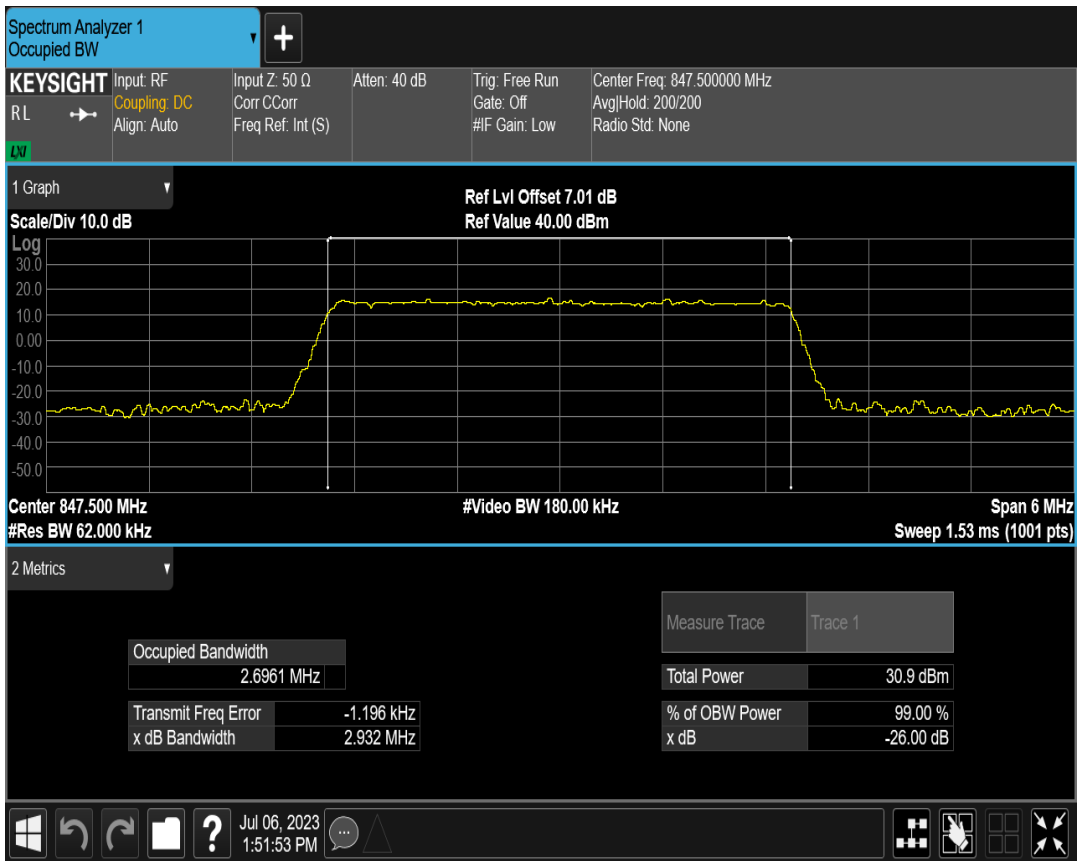 Spectrum Analyzer 1
Occupied BW
KEYSIGHT
RL
LXI
Input: RF
Coupling: DC
Align: Auto
Input Z: 50 Ω
Corr CCorr
Freq Ref: Int (S)
Atten: 40 dB
Trig: Free Run
Gate: Off
#IF Gain: Low
Center Freq: 847.500000 MHz
Avg|Hold: 200/200
Radio Std: None
1 Graph
Scale/Div 10.0 dB
Ref Lvl Offset 7.01 dB
Ref Value 40.00 dBm
Log
30.0
20.0
10.0
0.00
-10.0
-20.0
-30.0
-40.0
-50.0
Center 847.500 MHz
#Video BW 180.00 kHz
Span 6 MHz
#Res BW 62.000 kHz
Sweep 1.53 ms (1001 pts)
2 Metrics
Measure Trace Trace 1
Occupied Bandwidth
2.6961 MHz
Total Power 30.9 dBm
Transmit Freq Error -1.196 kHz
% of OBW Power 99.00 %
x dB Bandwidth 2.932 MHz
x dB -26.00 dB
?
Jul 06, 2023
1:51:53 PM